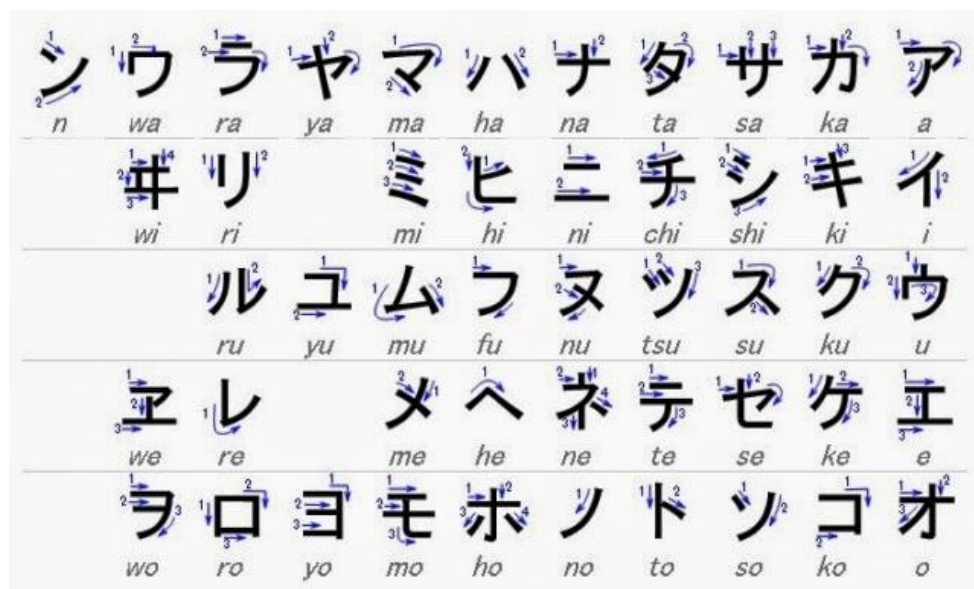 ン ワ ラ ヤ マ ハ ナ タ サ カ ア
n wa ra ya ma ha na ta sa ka a
ヰ リ ミ ヒ ニ チ シ キ イ
wi ri mi hi ni chi shi ki i
ル ユ ム フ ヌ ツ ス ク ウ
ru yu mu fu nu tsu su ku u
ヱ レ メ ヘ ネ テ セ ケ エ
we re me he ne te se ke e
ヲ ロ ヨ モ ホ ノ ト ソ コ オ
wo ro yo mo ho no to so ko o